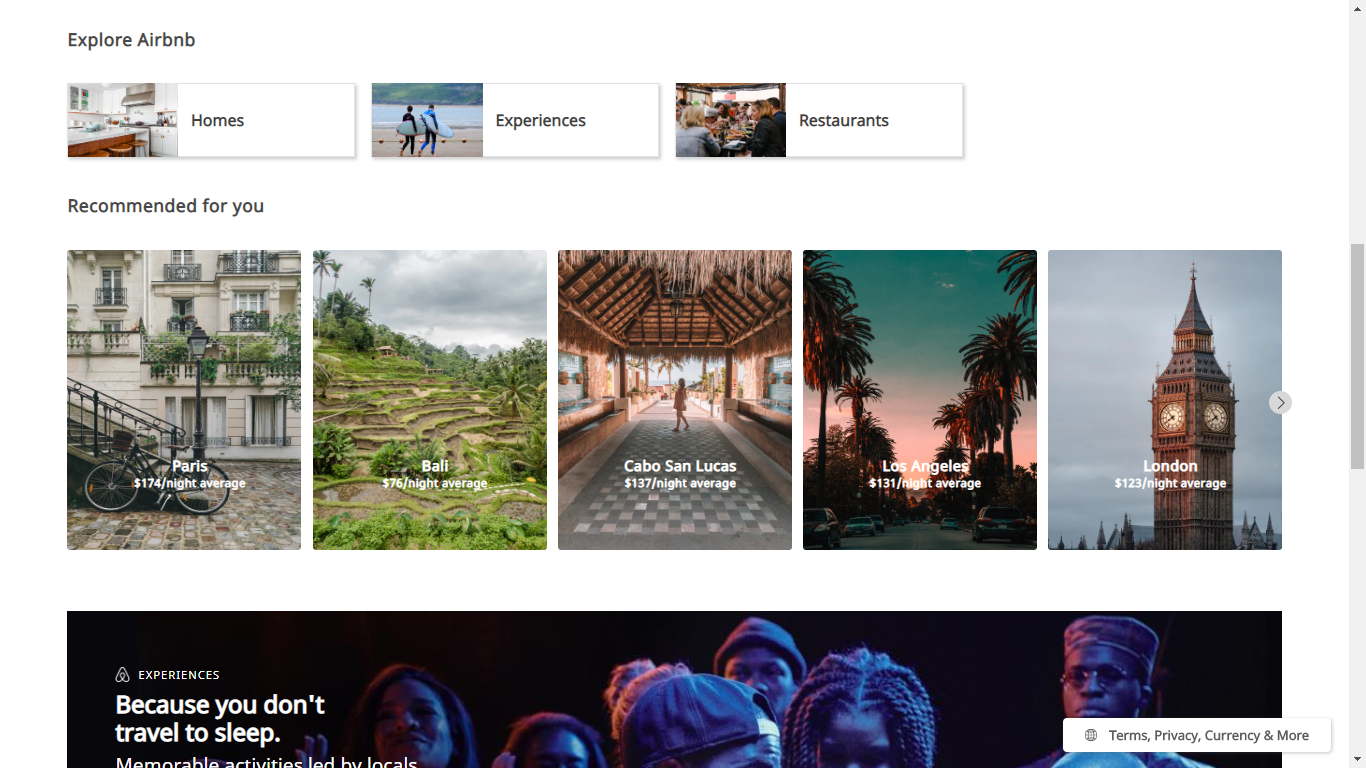 Explore Airbnb
Homes
Experiences
Restaurants
Recommended for you
Paris
$174/night average
Bali
$76/night average
Cabo San Lucas
$137/night average
Los Angeles
$131/night average
London
$123/night average
EXPERIENCES
Because you don't
travel to sleep.
Memorable activities led by locals
Terms, Privacy, Currency & More